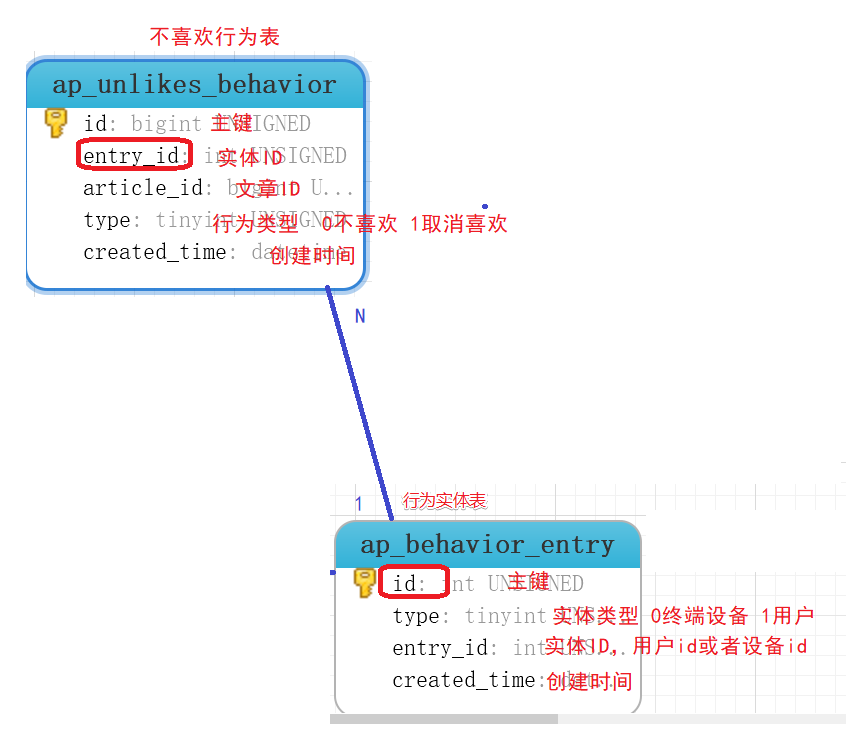 不喜欢行为表
ap_unlikes_behavior
id: bigint UNSIGNED 主键
entry_id: int UNSIGNED 实体ID
article_id: bigint U... 文章ID
type: tinyint UNSIGNED 行为类型 0不喜欢 1取消喜欢
created_time: datetime 创建时间
N
1 行为实体表
ap_behavior_entry
id: int UNSIGNED 主键
type: tinyint UNS... 实体类型 0终端设备 1用户
entry_id: int UNS... 实体ID，用户id或者设备id
created_time: dat... 创建时间